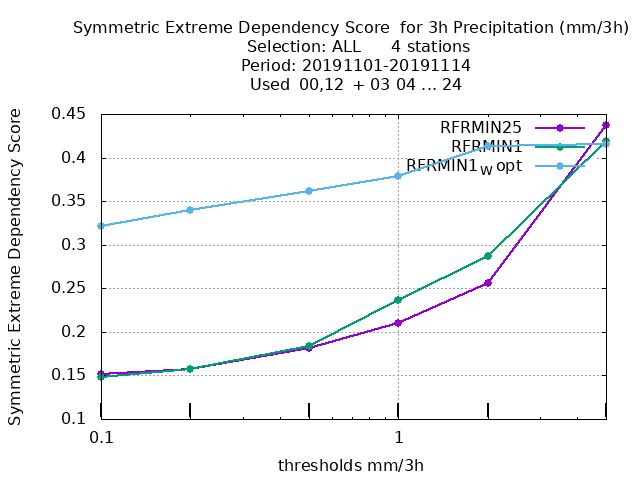 Symmetric Extreme Dependency Score for 3h Precipitation (mm/3h)
Selection: ALL 4 stations
Period: 20191101-20191114
Used 00,12 + 03 04 ... 24
Symmetric Extreme Dependency Score
0.45
0.4
0.35
0.3
0.25
0.2
0.15
0.1
RFRMIN25
RFRMIN1
RFRMIN1W opt
0.1
1
thresholds mm/3h